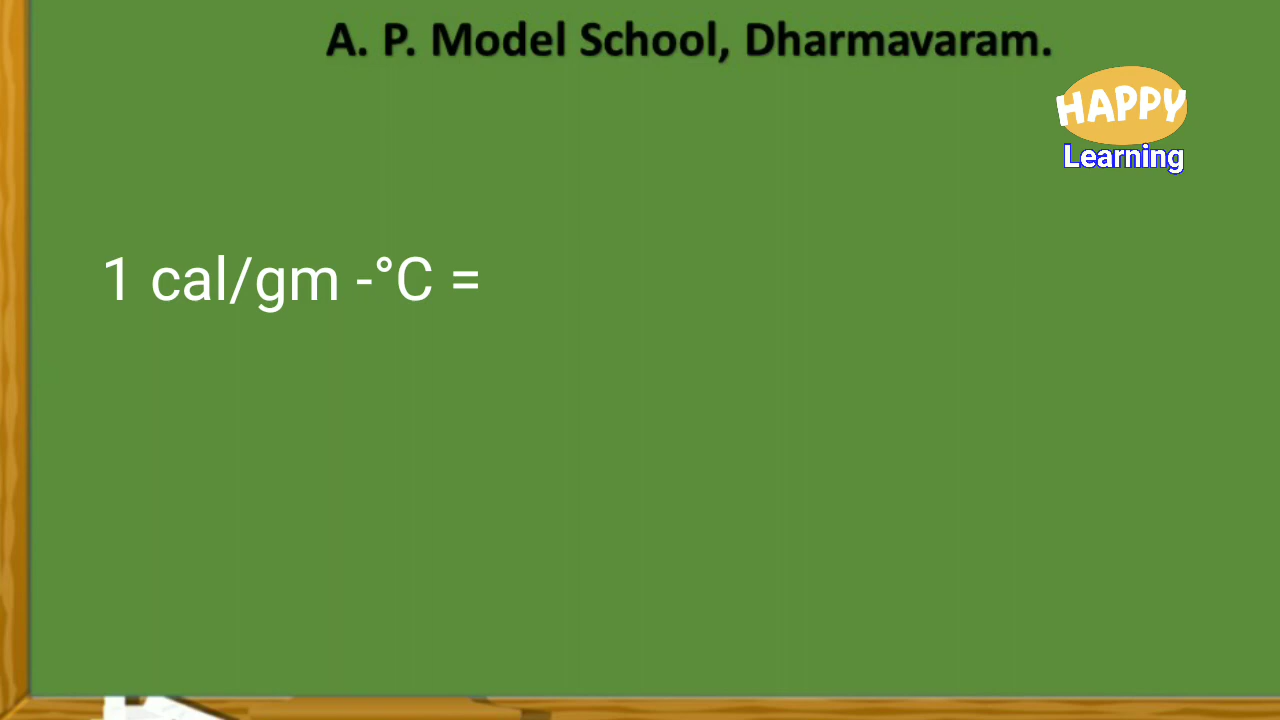 A. P. Model School, Dharmavaram.
HAPPY
Learning
1 cal/gm -°C =